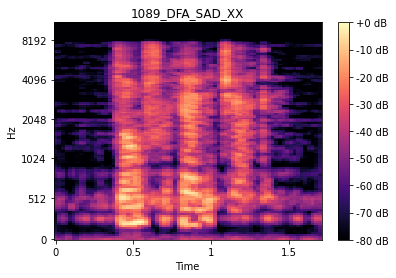 1089_DFA_SAD_XX
+0 dB
8192
-10 dB
4096
-20 dB
-30 dB
2048
Hz
-40 dB
1024
-50 dB
512
-60 dB
-70 dB
0
-80 dB
0
0.5
1
1.5
Time